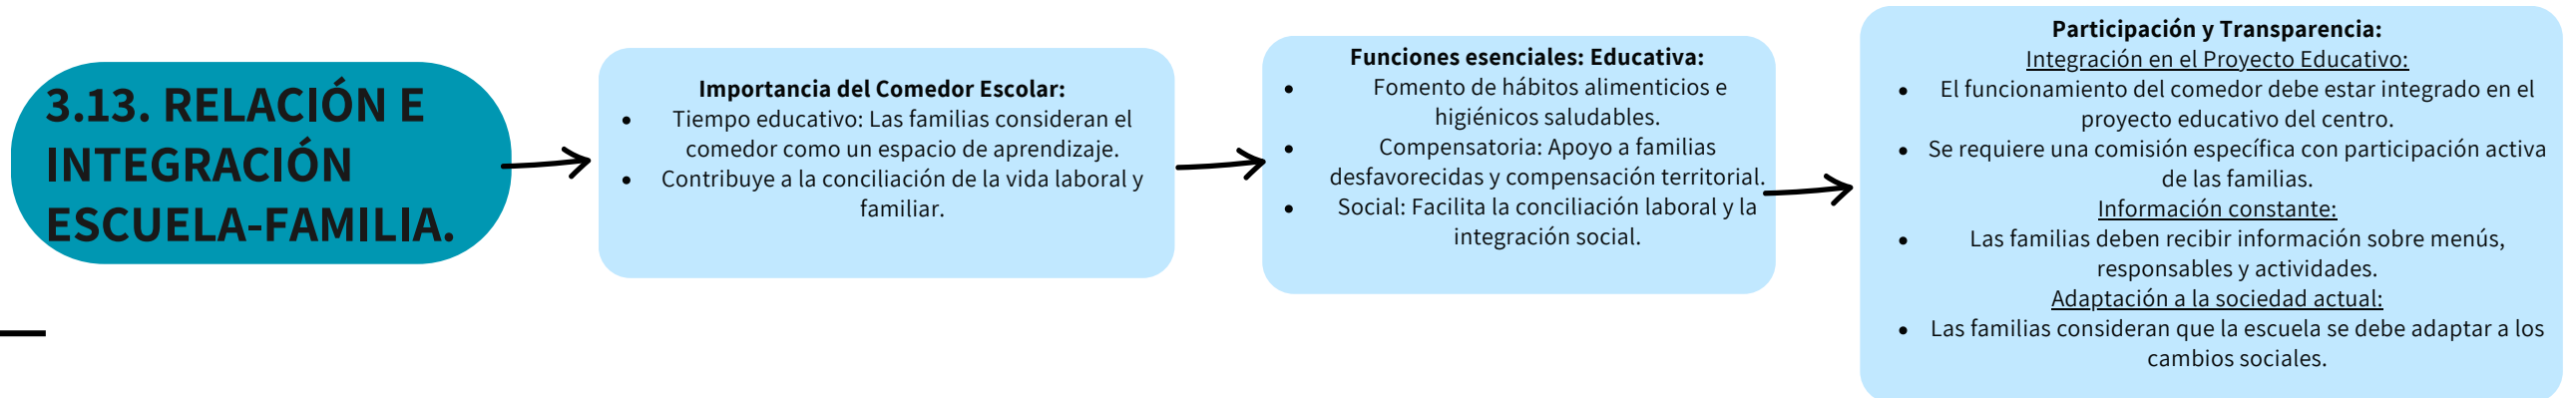 3.13. RELACIÓN E
INTEGRACIÓN
ESCUELA-FAMILIA.
Importancia del Comedor Escolar:
• Tiempo educativo: Las familias consideran el
comedor como un espacio de aprendizaje.
• Contribuye a la conciliación de la vida laboral y
familiar.
Funciones esenciales: Educativa:
• Fomento de hábitos alimenticios e
higiénicos saludables.
• Compensatoria: Apoyo a familias
desfavorecidas y compensación territorial.
• Social: Facilita la conciliación laboral y la
integración social.
Participación y Transparencia:
Integración en el Proyecto Educativo:
• El funcionamiento del comedor debe estar integrado en el
proyecto educativo del centro.
• Se requiere una comisión específica con participación activa
de las familias.
Información constante:
• Las familias deben recibir información sobre menús,
responsables y actividades.
Adaptación a la sociedad actual:
• Las familias consideran que la escuela se debe adaptar a los
cambios sociales.